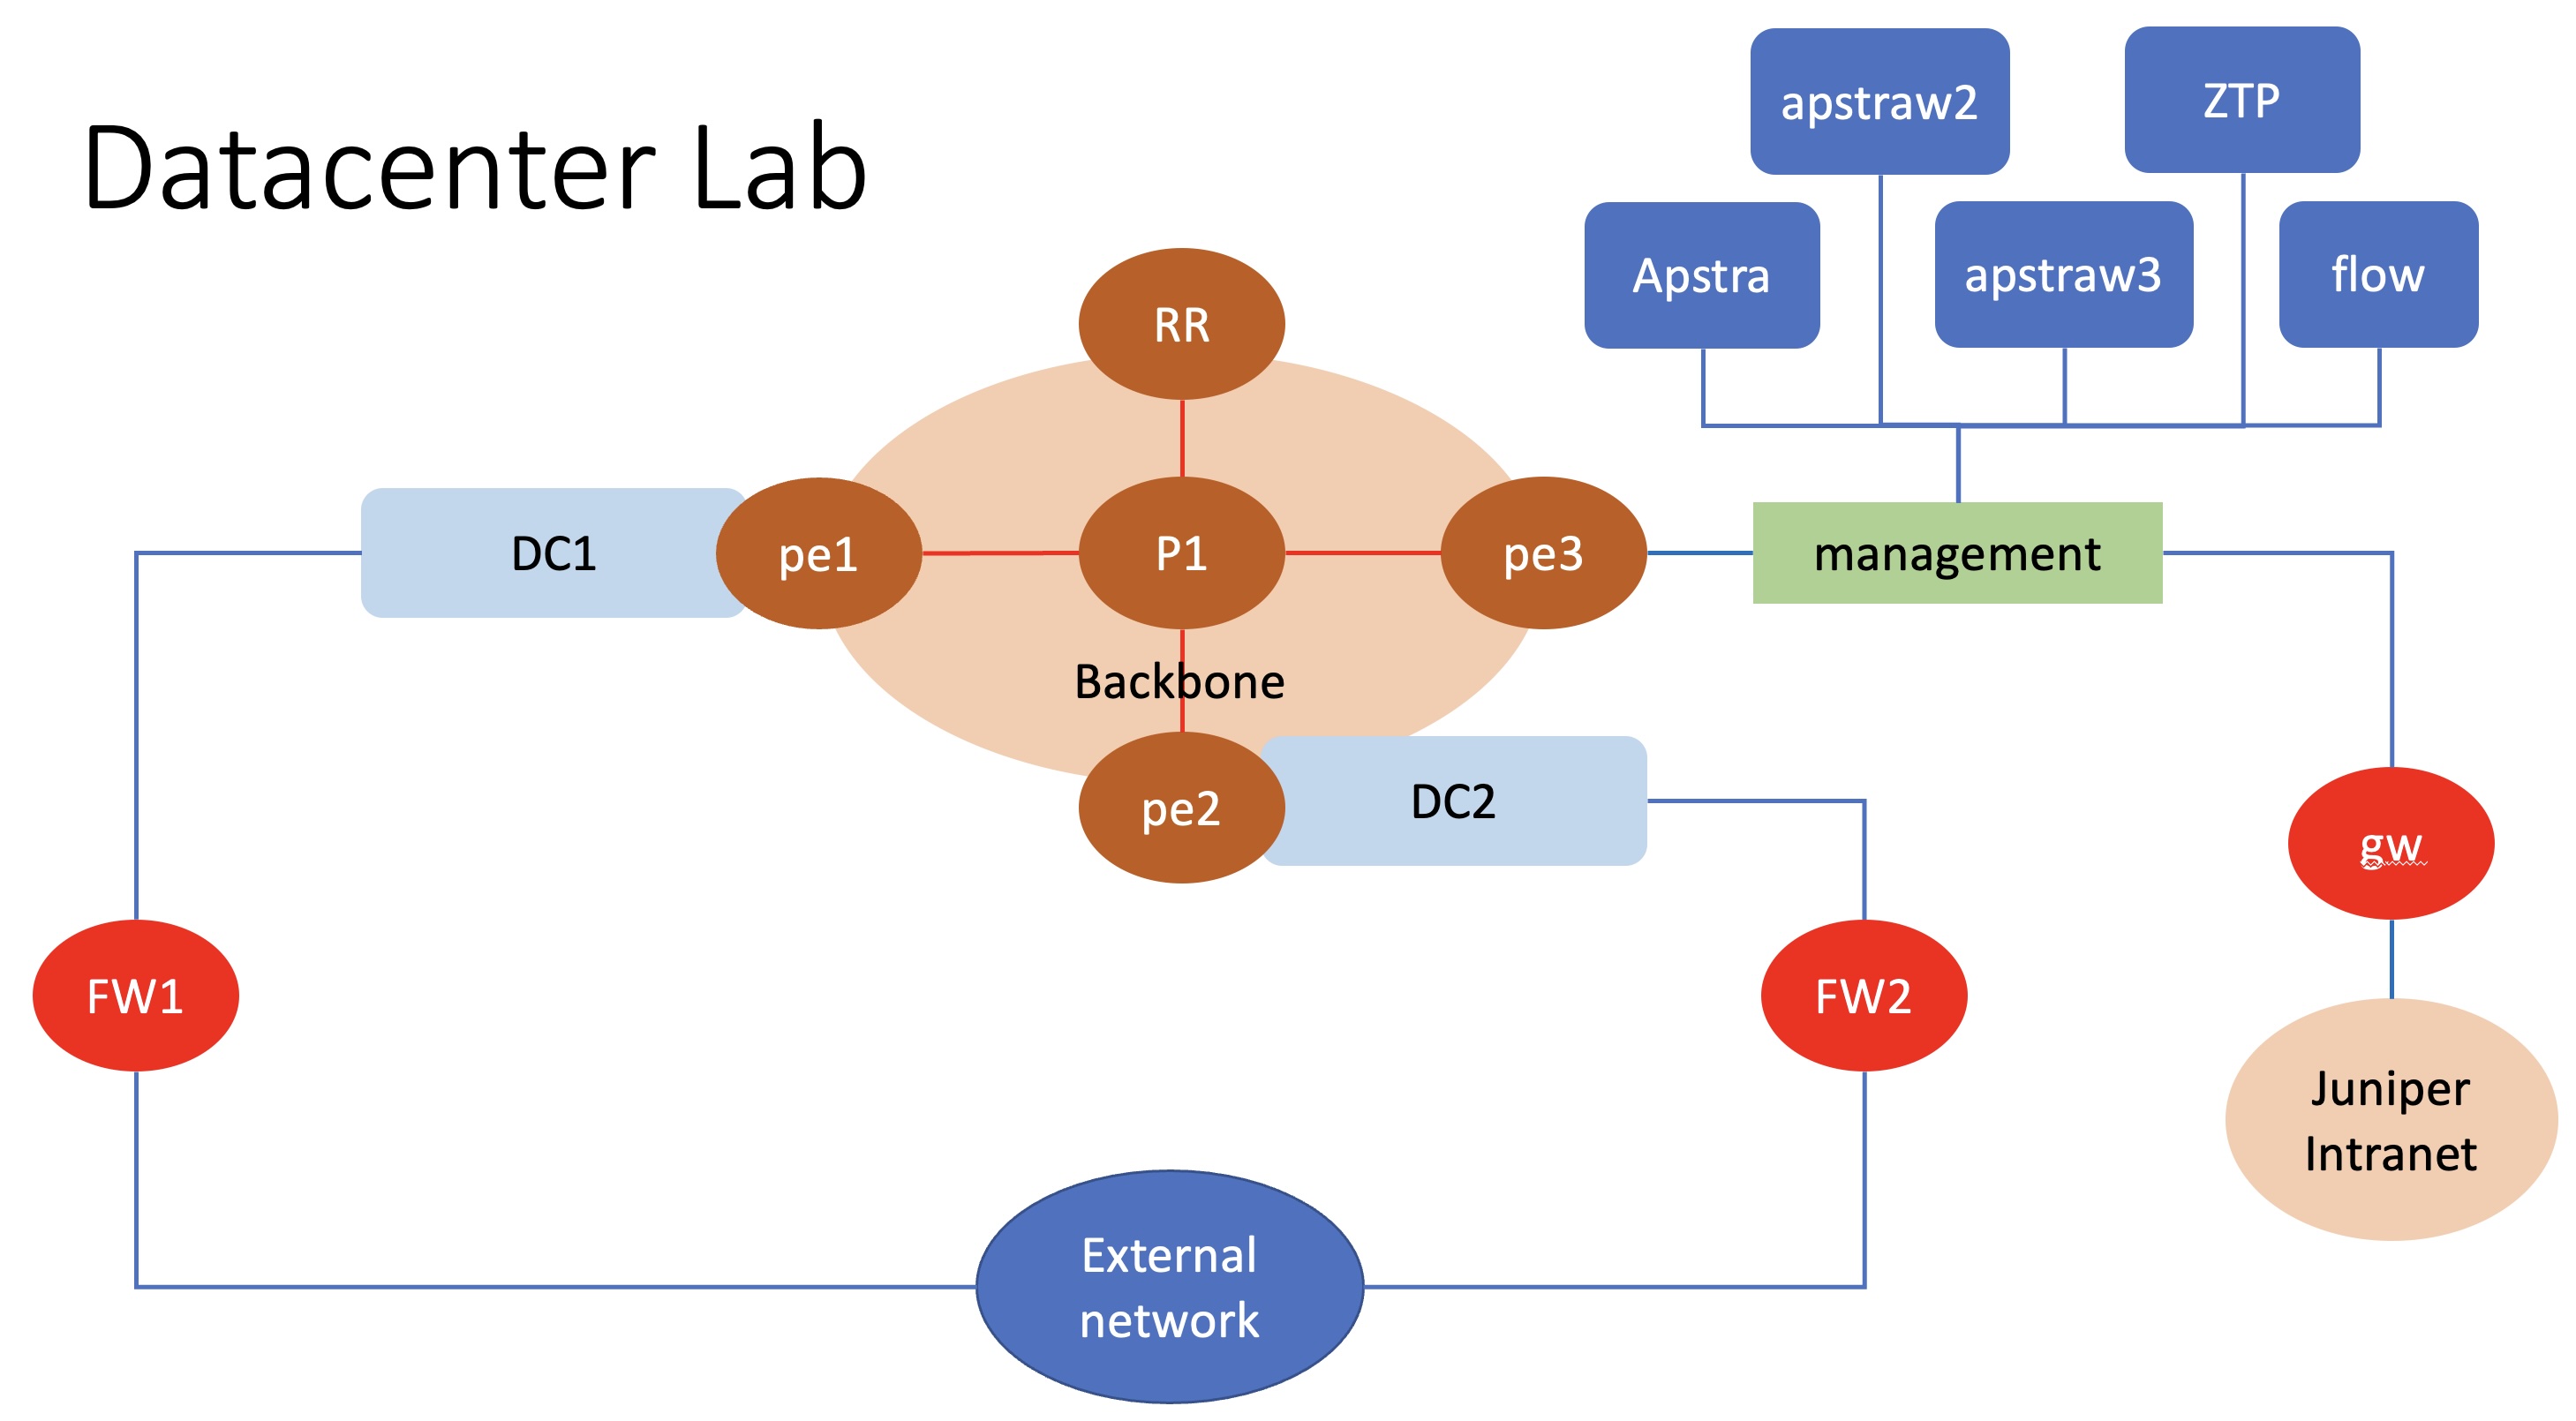 Datacenter Lab
apstraw2
ZTP
Apstra
apstraw3
flow
RR
DC1
pe1
P1
pe3
management
Backbone
pe2
DC2
gw
FW1
FW2
Juniper
Intranet
External
network